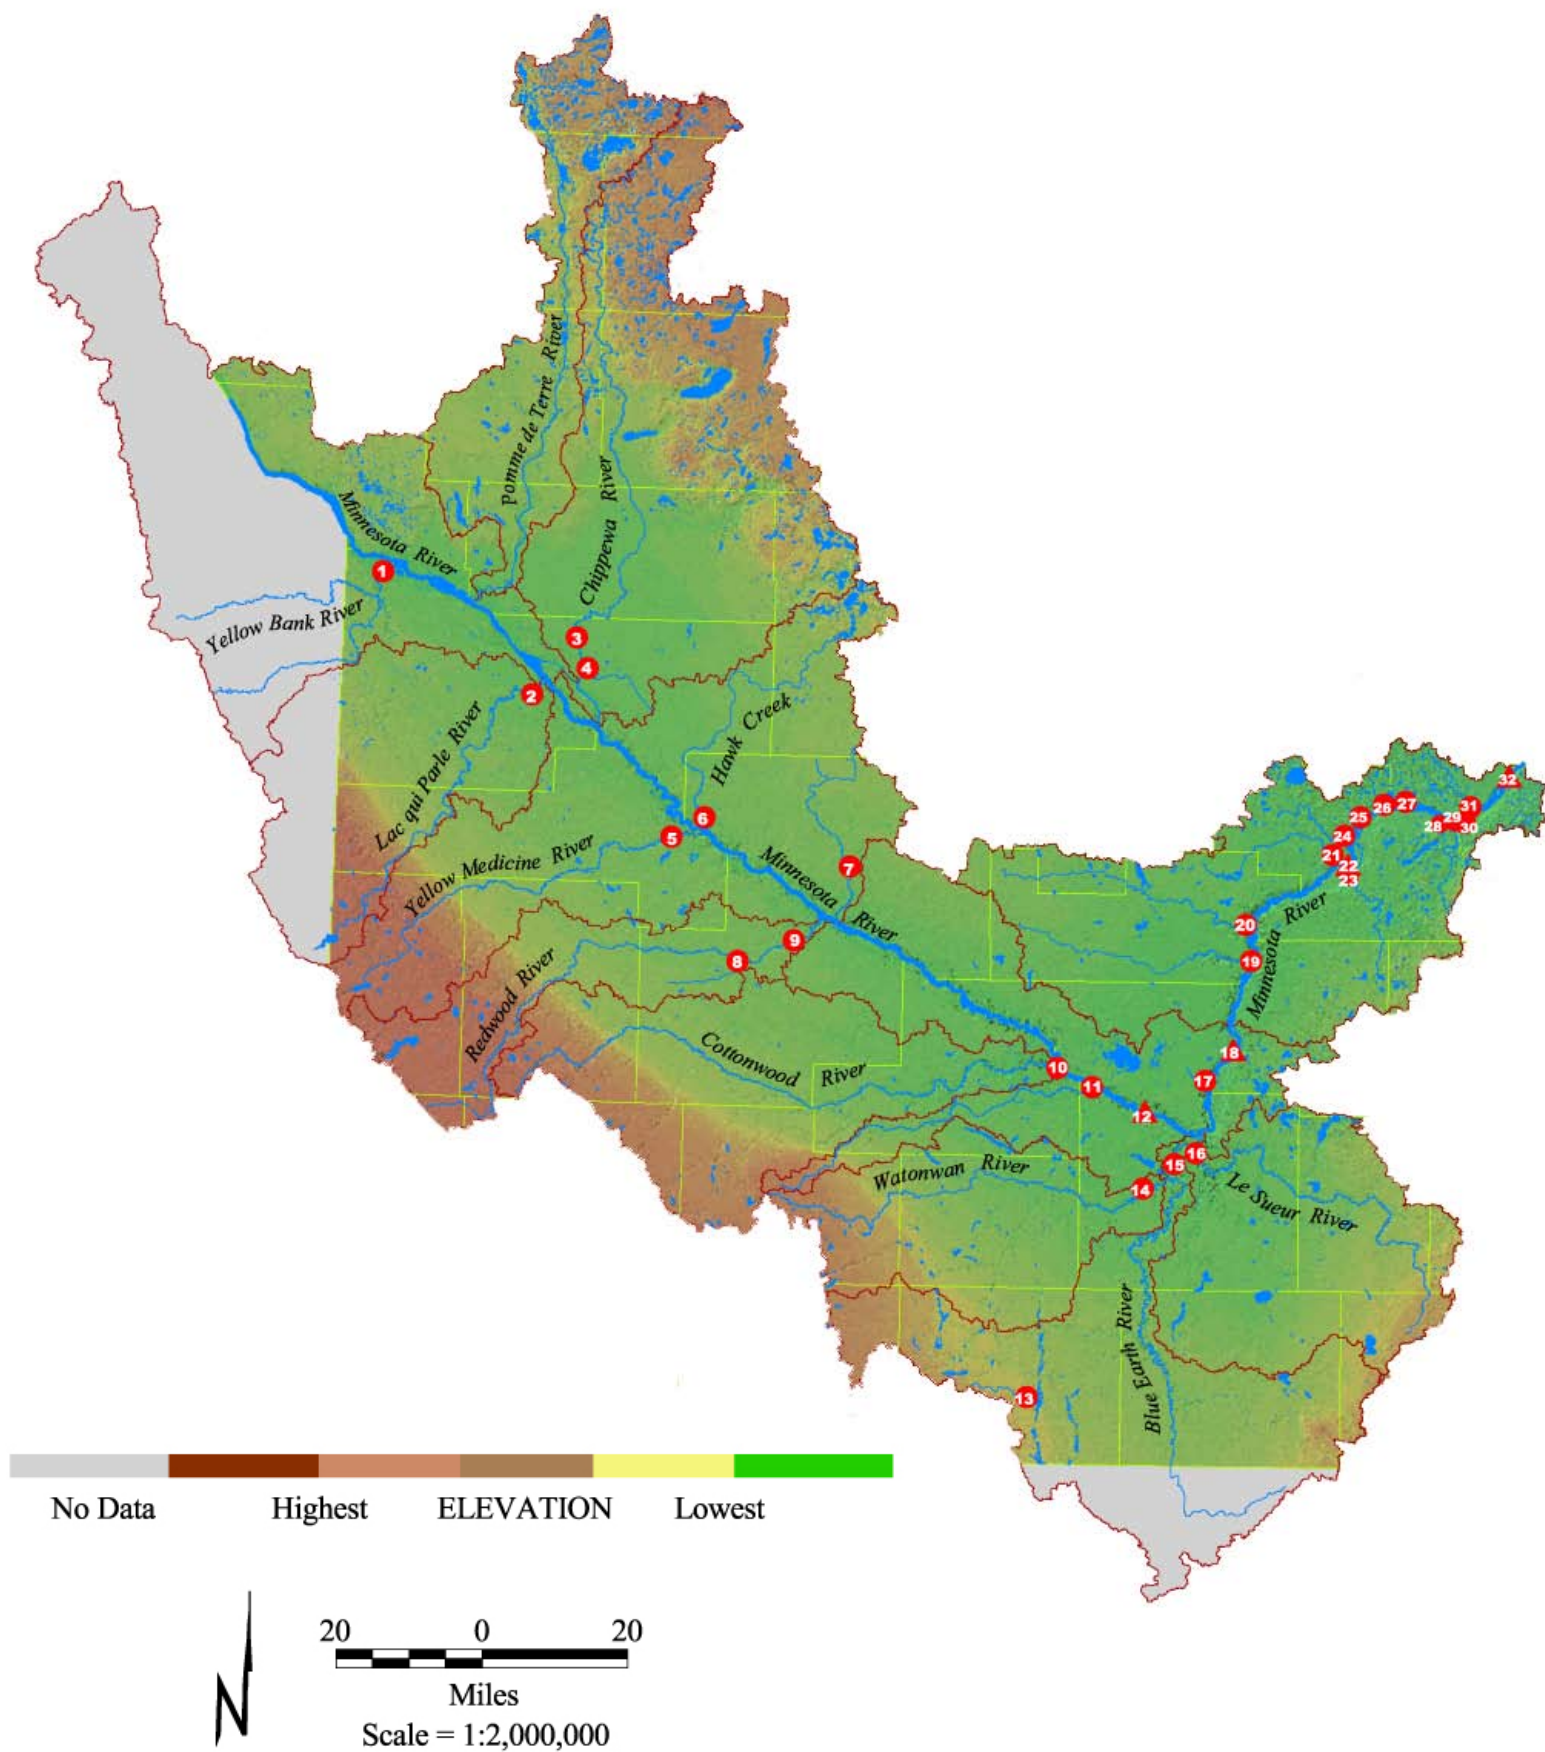 Pomme de Terre River
Chippewa River
Minnesota River
1
Yellow Bank River
3
4
2
Hawk Creek
Lac qui Parle River
6
5
Yellow Medicine River
Minnesota River
7
32
31
27
26
25
29
28
30
24
21
22
23
20
Minnesota River
19
9
8
Redwood River
Cottonwood River
18
10
17
11
12
16
15
14
Watonwan River
Le Sueur River
Blue Earth River
13
No Data Highest ELEVATION Lowest
N
20 0 20
Miles
Scale = 1:2,000,000